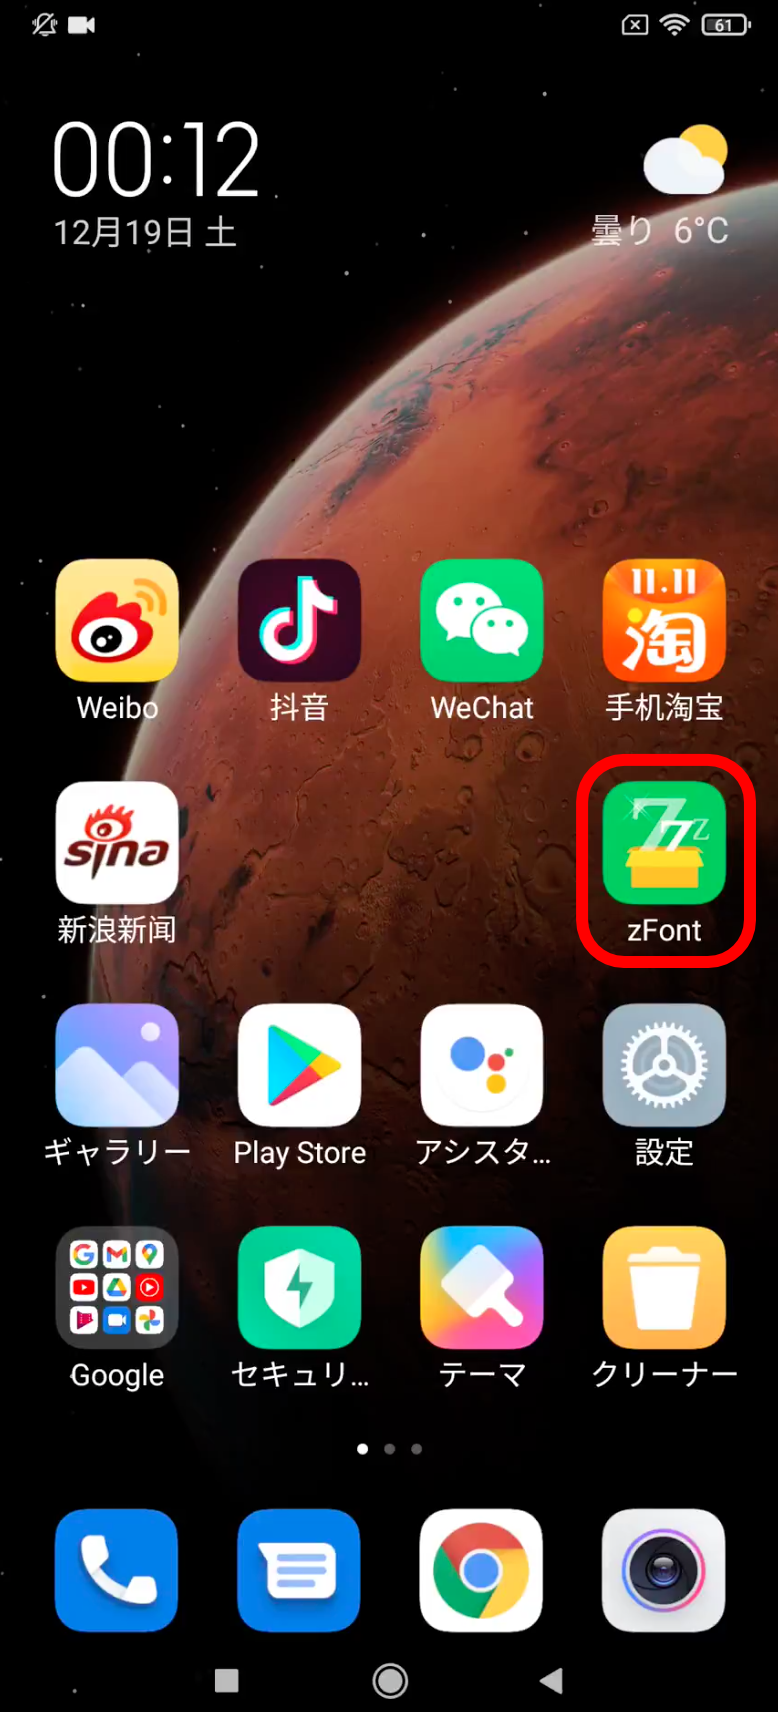 61
00:12
12月19日 土
曇り 6°C
11.11
淘
Weibo
抖音
WeChat
手机淘宝
sina
7 7 Z
新浪新闻
zFont
ギャラリー
Play Store
アシスタ...
設定
Google
セキュリ...
テーマ
クリーナー